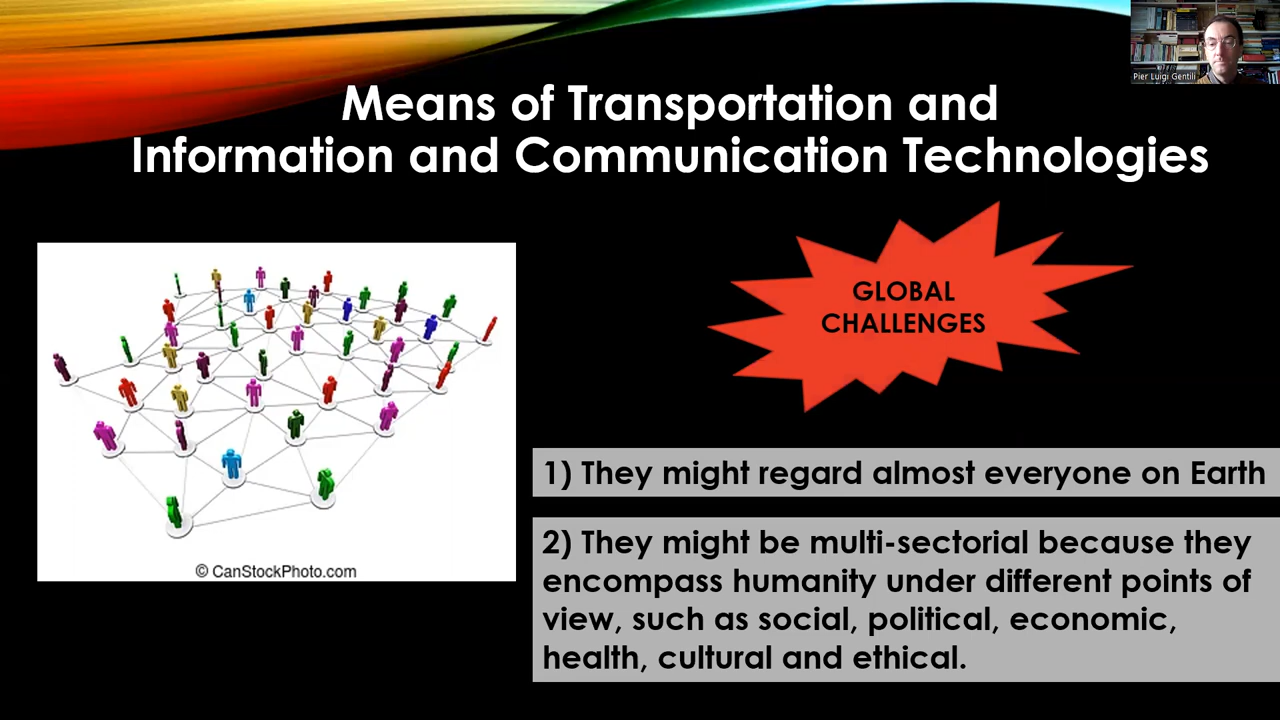 Pier Luigi Gentili
Means of Transportation and
Information and Communication Technologies
GLOBAL
CHALLENGES
© CanStockPhoto.com
1) They might regard almost everyone on Earth
2) They might be multi-sectorial because they
encompass humanity under different points of
view, such as social, political, economic,
health, cultural and ethical.